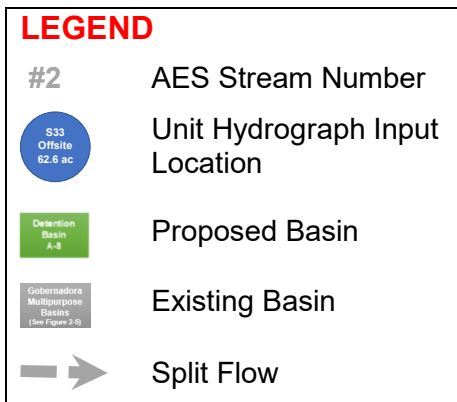 LEGEND
#2 AES Stream Number
S33
Offsite
62.6 ac
Unit Hydrograph Input
Location
Detention
Basin
A-8
Proposed Basin
Gobernadora
Multipurpose
Basins
(See Figure 2-5)
Existing Basin
Split Flow